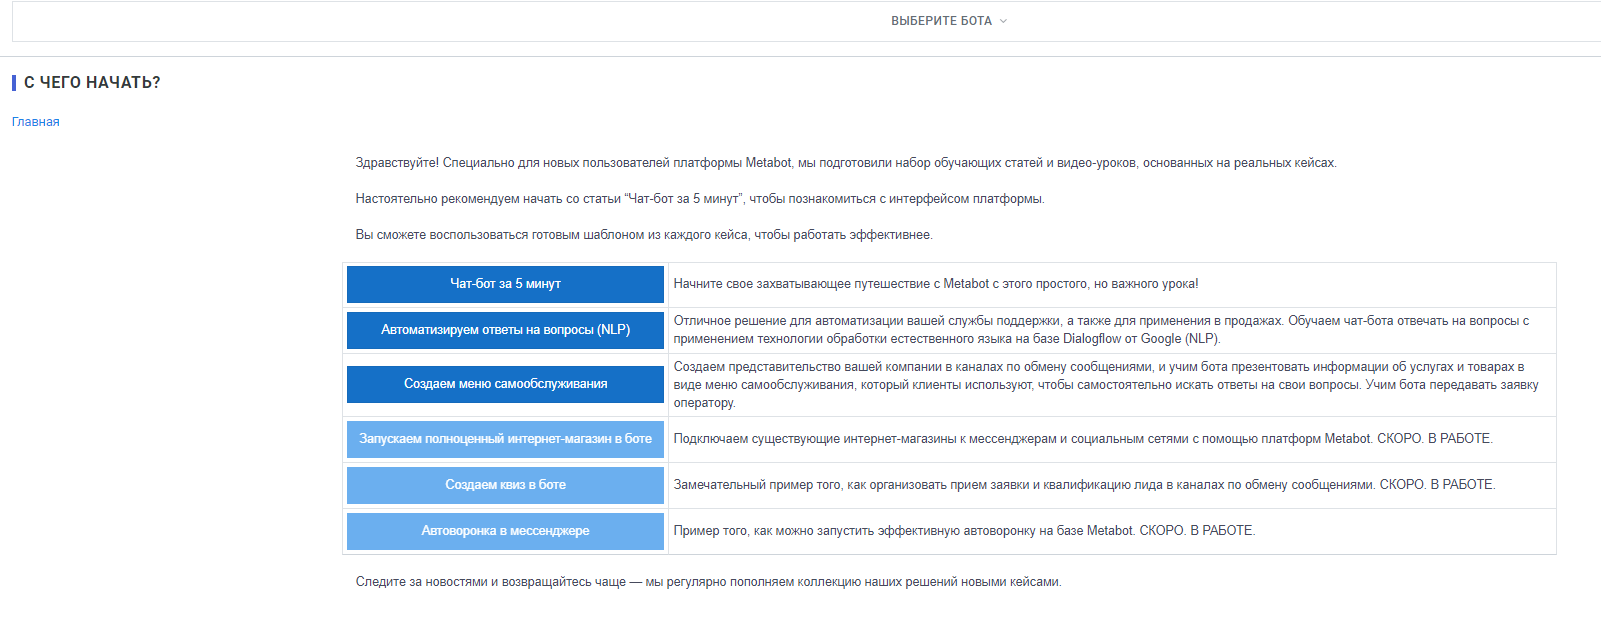 ВЫБЕРИТЕ БОТА
С ЧЕГО НАЧАТЬ?
Главная
Здравствуйте! Специально для новых пользователей платформы Metabot, мы подготовили набор обучающих статей и видео-уроков, основанных на реальных кейсах.
Настоятельно рекомендуем начать со статьи “Чат-бот за 5 минут”, чтобы познакомиться с интерфейсом платформы.
Вы сможете воспользоваться готовым шаблоном из каждого кейса, чтобы работать эффективнее.
Чат-бот за 5 минут
Начните свое захватывающее путешествие с Metabot с этого простого, но важного урока!
Автоматизируем ответы на вопросы (NLP)
Отличное решение для автоматизации вашей службы поддержки, а также для применения в продажах. Обучаем чат-бота отвечать на вопросы с
применением технологии обработки естественного языка на базе Dialogflow от Google (NLP).
Создаем меню самообслуживания
Создаем представительство вашей компании в каналах по обмену сообщениями, и учим бота презентовать информации об услугах и товарах в
виде меню самообслуживания, который клиенты используют, чтобы самостоятельно искать ответы на свои вопросы. Учим бота передавать заявку
оператору.
Запускаем полноценный интернет-магазин в боте
Подключаем существующие интернет-магазины к мессенджерам и социальным сетями с помощью платформ Metabot. СКОРО. В РАБОТЕ.
Создаем квиз в боте
Замечательный пример того, как организовать прием заявки и квалификацию лида в каналах по обмену сообщениями. СКОРО. В РАБОТЕ.
Автоворонка в мессенджере
Пример того, как можно запустить эффективную автоворонку на базе Metabot. СКОРО. В РАБОТЕ.
Следите за новостями и возвращайтесь чаще — мы регулярно пополняем коллекцию наших решений новыми кейсами.